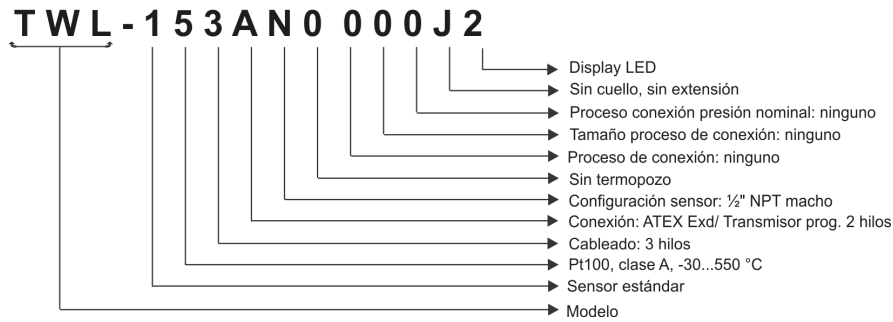 TWL-153AN0 000J2
Display LED
Sin cuello, sin extensión
Proceso conexión presión nominal: ninguno
Tamaño proceso de conexión: ninguno
Proceso de conexión: ninguno
Sin termopozo
Configuración sensor: ½" NPT macho
Conexión: ATEX Exd/ Transmisor prog. 2 hilos
Cableado: 3 hilos
Pt100, clase A, -30...550 °C
Sensor estándar
Modelo